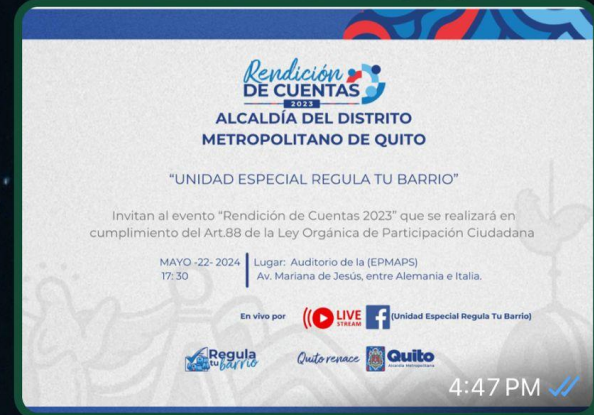 Rendición
DE CUENTAS
2023
ALCALDÍA DEL DISTRITO
METROPOLITANO DE QUITO
“UNIDAD ESPECIAL REGULA TU BARRIO”
Invitan al evento “Rendición de Cuentas 2023” que se realizará en
cumplimiento del Art.88 de la Ley Orgánica de Participación Ciudadana
MAYO -22- 2024 Lugar: Auditorio de la (EPMAPS)
17: 30 Av. Mariana de Jesús, entre Alemania e Italia.
En vivo por LIVE STREAM (Unidad Especial Regula Tu Barrio)
Regula
tu barrio
Quito renace
Quito
Alcaldía Metropolitana
4:47 PM